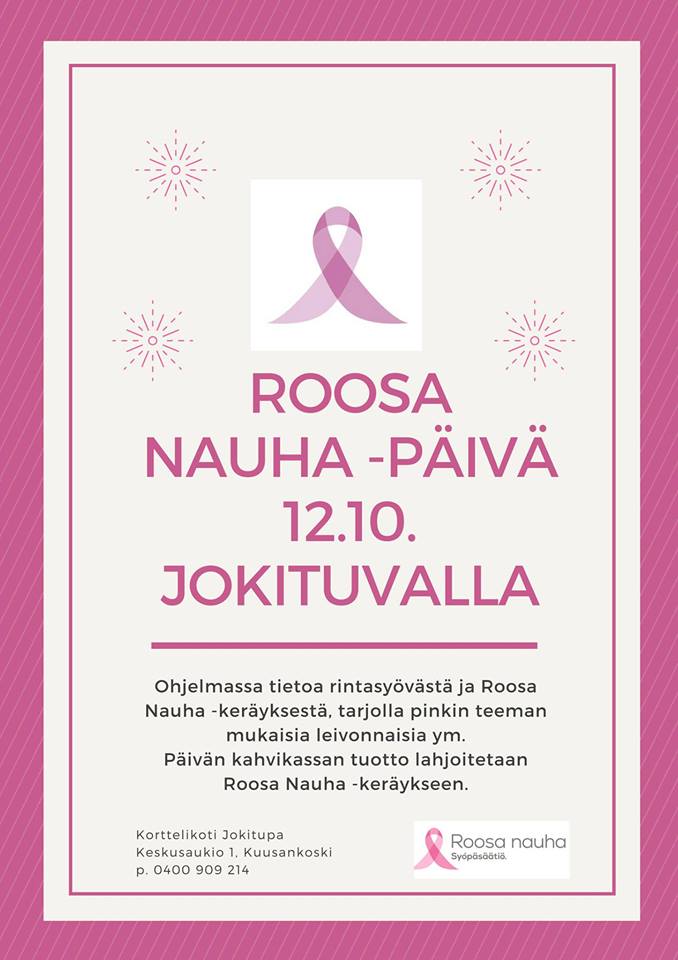 ROOSA
NAUHA -PÄIVÄ
12.10.
JOKITUVALLA
Ohjelmassa tietoa rintasyövästä ja Roosa
Nauha -keräyksestä, tarjolla pinkin teeman
mukaisia leivonnaisia ym.
Päivän kahvikassan tuotto lahjoitetaan
Roosa Nauha -keräykseen.
Korttelikoti Jokitupa
Keskusaukio 1, Kuusankoski
p. 0400 909 214
Roosa nauha
Syöpäsäätiö.